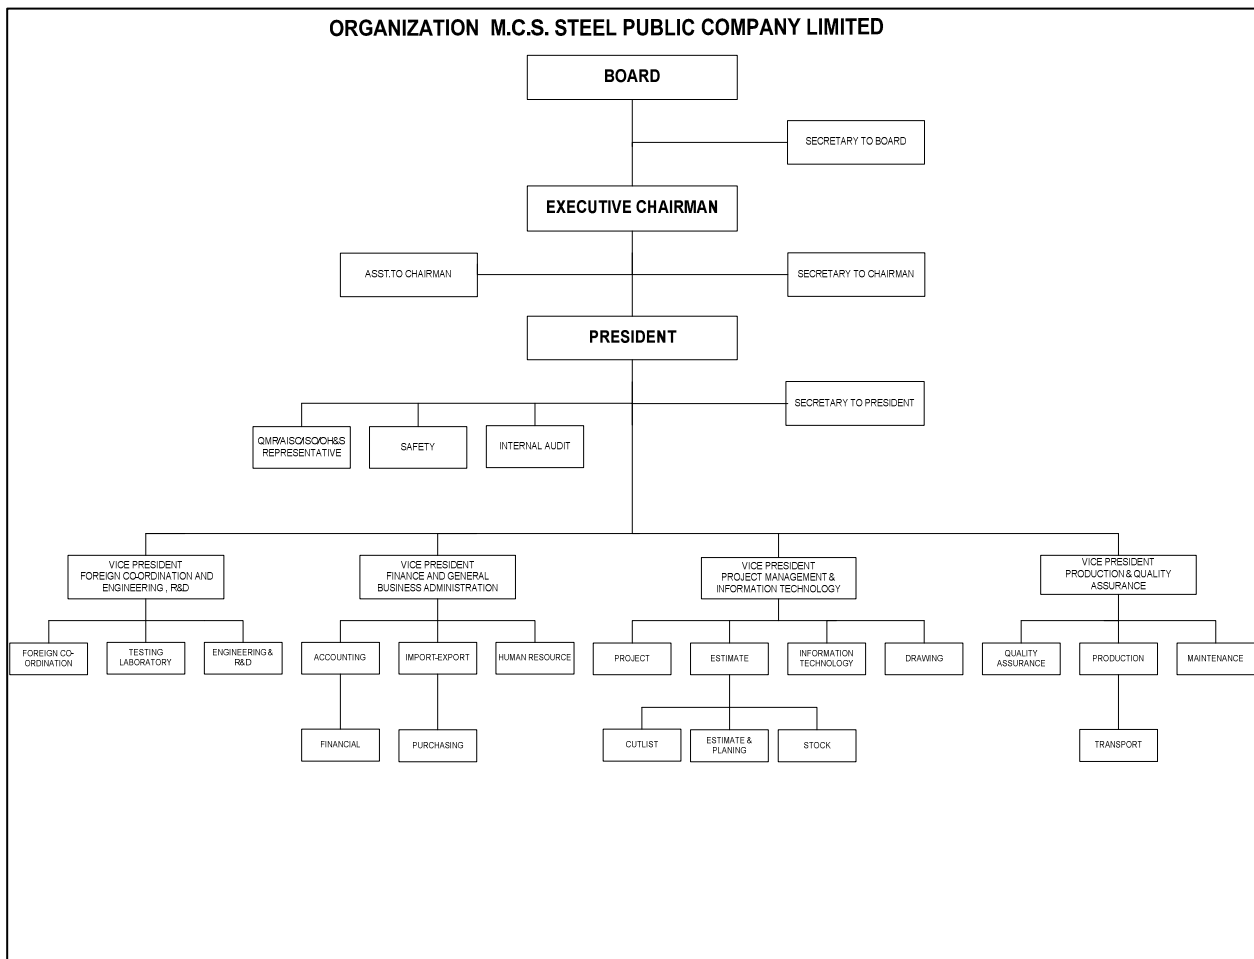 ORGANIZATION M.C.S. STEEL PUBLIC COMPANY LIMITED
BOARD
SECRETARY TO BOARD
EXECUTIVE CHAIRMAN
ASST.TO CHAIRMAN
SECRETARY TO CHAIRMAN
PRESIDENT
SECRETARY TO PRESIDENT
QMR/AISC/ISO/OH&S
REPRESENTATIVE
SAFETY
INTERNAL AUDIT
VICE PRESIDENT
FOREIGN CO-ORDINATION AND
ENGINEERING , R&D
VICE PRESIDENT
FINANCE AND GENERAL
BUSINESS ADMINISTRATION
VICE PRESIDENT
PROJECT MANAGEMENT &
INFORMATION TECHNOLOGY
VICE PRESIDENT
PRODUCTION & QUALITY
ASSURANCE
FOREIGN CO-
ORDINATION
TESTING
LABORATORY
ENGINEERING &
R&D
ACCOUNTING
IMPORT-EXPORT
HUMAN RESOURCE
PROJECT
ESTIMATE
INFORMATION
TECHNOLOGY
DRAWING
QUALITY
ASSURANCE
PRODUCTION
MAINTENANCE
FINANCIAL
PURCHASING
CUTLIST
ESTIMATE &
PLANING
STOCK
TRANSPORT